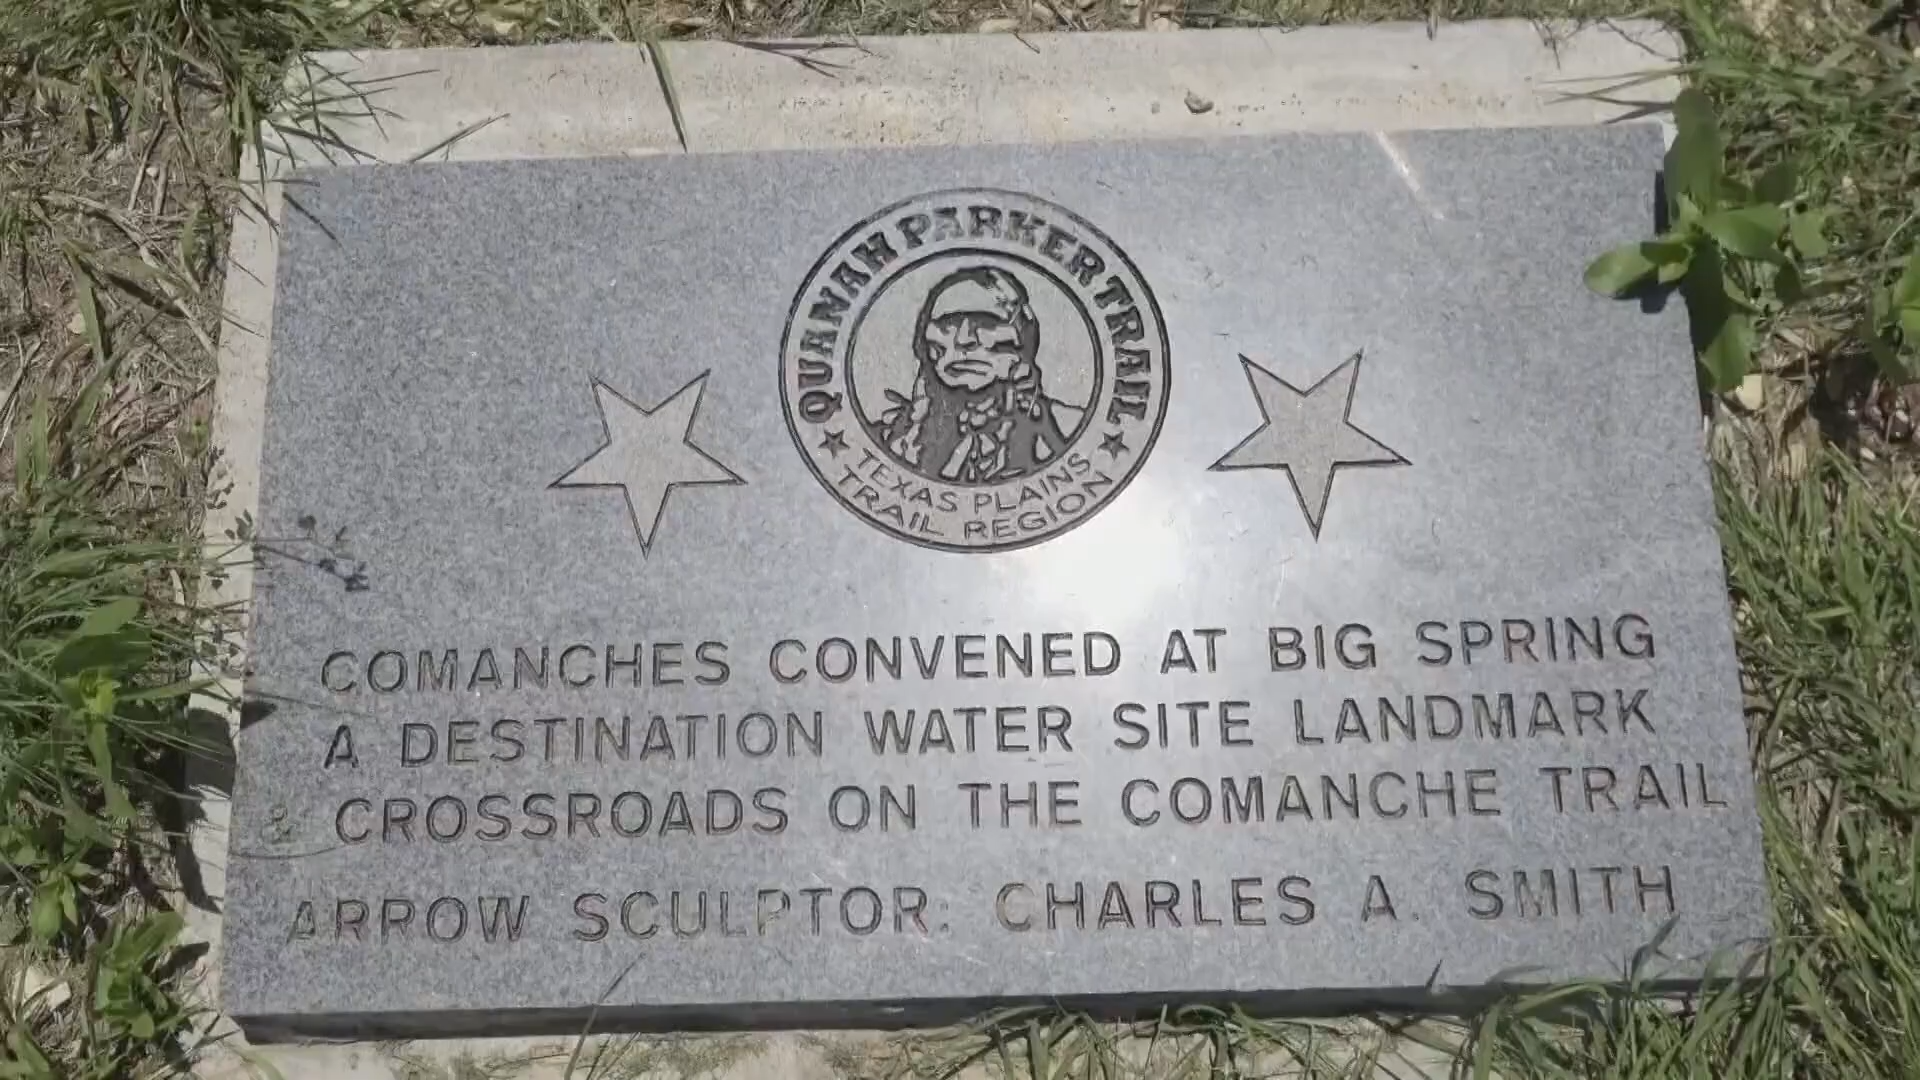 QUANAH PARKER TRAIL
TEXAS PLAINS
TRAIL REGION
COMANCHES CONVENED AT BIG SPRING
A DESTINATION WATER SITE LANDMARK
& CROSSROADS ON THE COMANCHE TRAIL
ARROW SCULPTOR: CHARLES A. SMITH